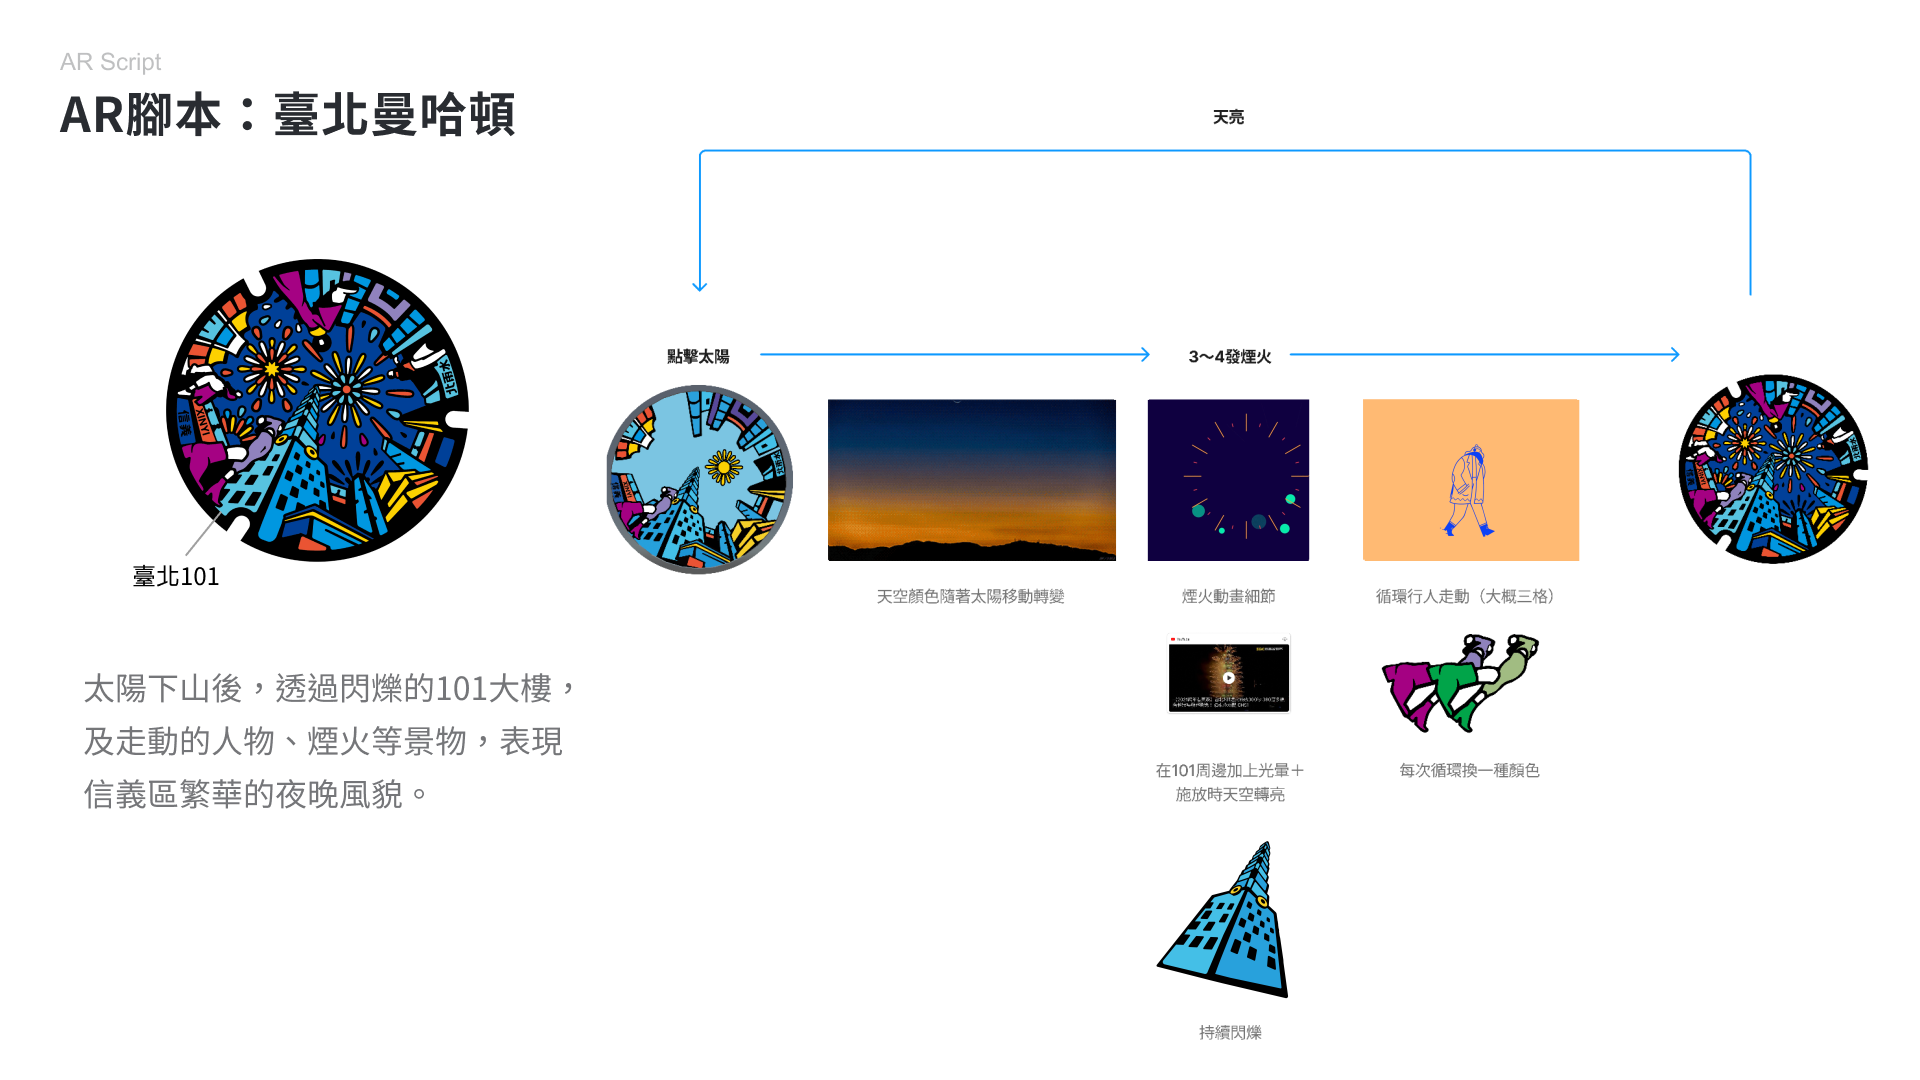 AR Script
AR腳本：臺北曼哈頓
天亮
點擊太陽
3～4發煙火
臺北101
太陽下山後，透過閃爍的101大樓，
及走動的人物、煙火等景物，表現
信義區繁華的夜晚風貌。
天空顏色隨著太陽移動轉變
煙火動畫細節
循環行人走動（大概三格）
在101周邊加上光暈＋
施放時天空轉亮
每次循環換一種顏色
持續閃爍
信義
XINYI